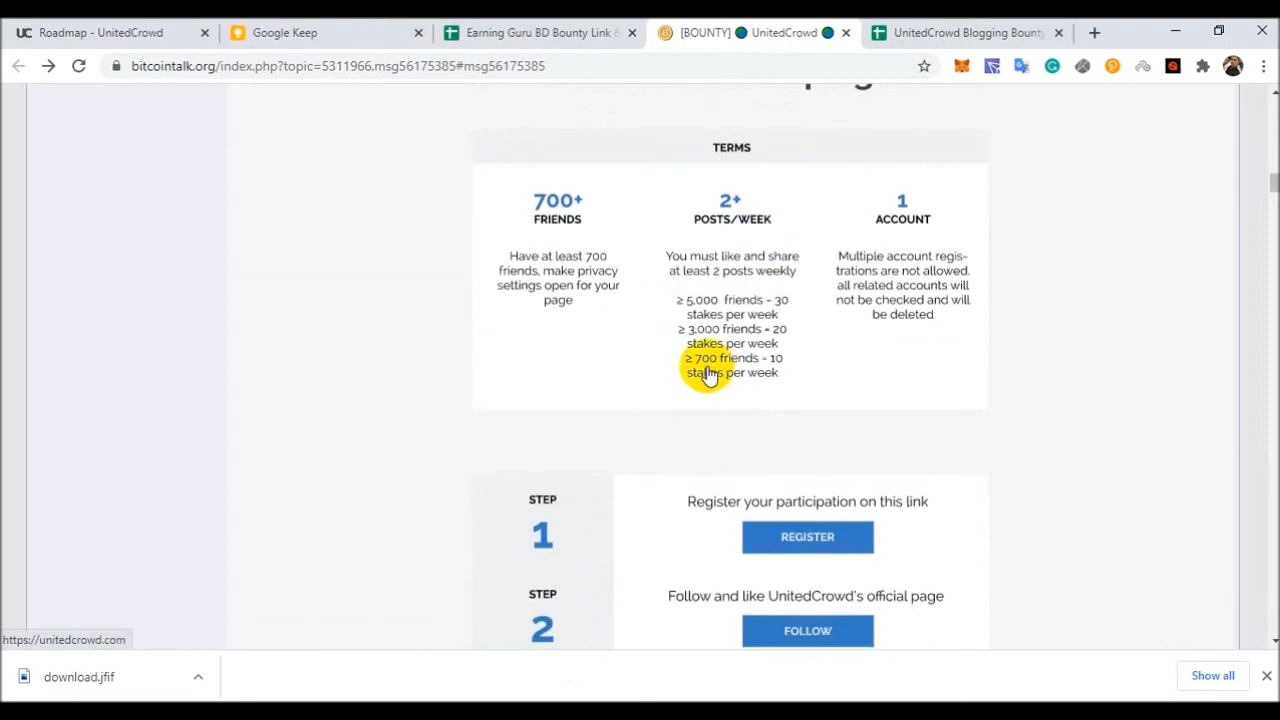 Roadmap - UnitedCrowd
Google Keep
Earning Guru BD Bounty Link &
[BOUNTY] 🌏 UnitedCrowd 🌏
UnitedCrowd Blogging Bounty
bitcointalk.org/index.php?topic=5311966.msg56175385#msg56175385
TERMS
700+
FRIENDS
Have at least 700
friends, make privacy
settings open for your
page
2+
POSTS/WEEK
You must like and share
at least 2 posts weekly
≥ 5,000 friends - 30
stakes per week
≥ 3,000 friends - 20
stakes per week
≥ 700 friends - 10
stakes per week
1
ACCOUNT
Multiple account regis-
trations are not allowed.
all related accounts will
not be checked and will
be deleted
STEP
1
Register your participation on this link
REGISTER
STEP
2
Follow and like UnitedCrowd's official page
FOLLOW
https://unitedcrowd.com
download.jfif
Show all